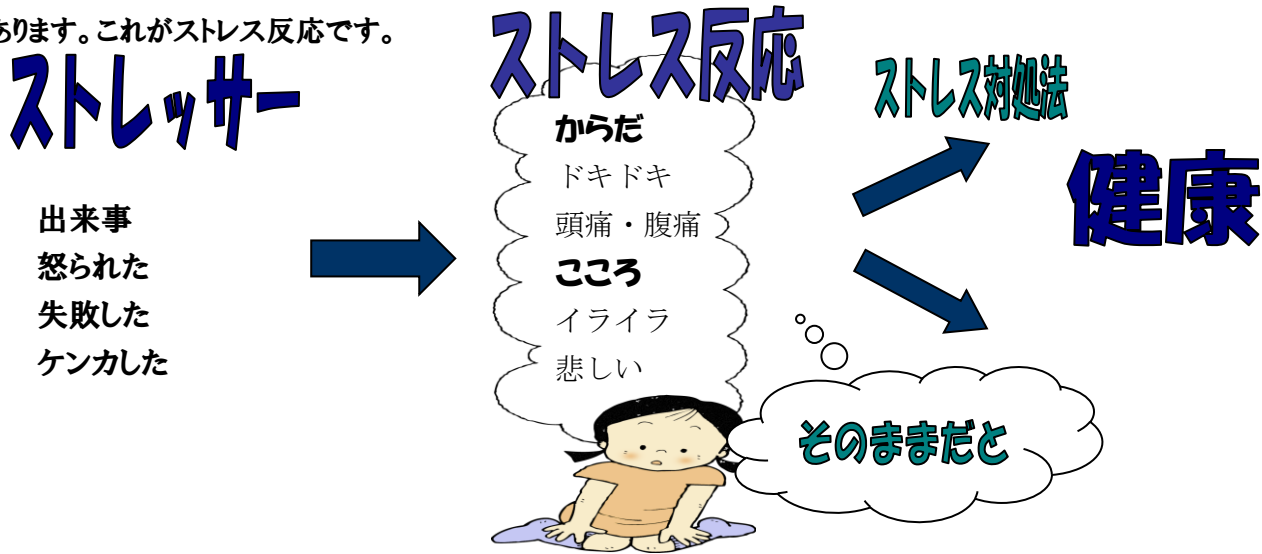 あります。これがストレス反応です。
ストレッサー
出来事
怒られた
失敗した
ケンカした
ストレス反応
からだ
ドキドキ
頭痛・腹痛
こころ
イライラ
悲しい
ストレス対処法
健康
そのままだと